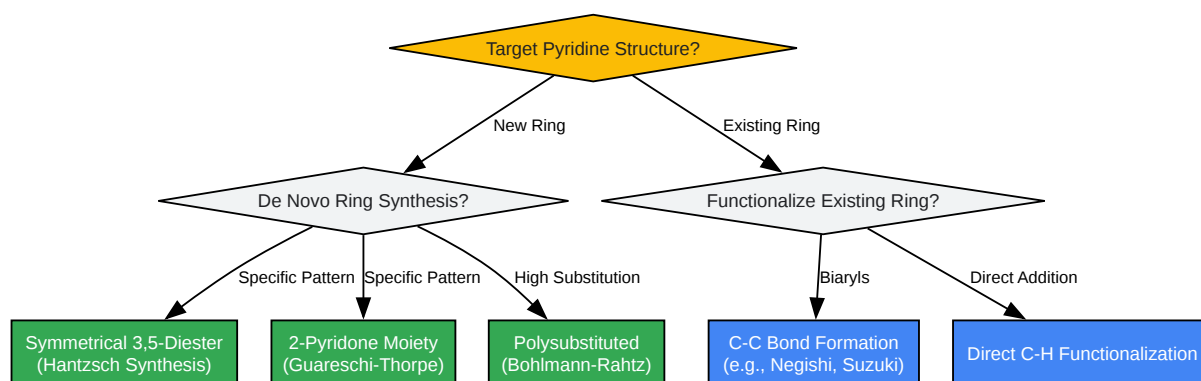 Target Pyridine Structure?
New Ring
Existing Ring
De Novo Ring Synthesis?
Functionalize Existing Ring?
Specific Pattern
Specific Pattern
High Substitution
Biaryls
Direct Addition
Symmetrical 3,5-Diester
(Hantzsch Synthesis)
2-Pyridone Moiety
(Guareschi-Thorpe)
Polysubstituted
(Bohlmann-Rahtz)
C-C Bond Formation
(e.g., Negishi, Suzuki)
Direct C-H Functionalization